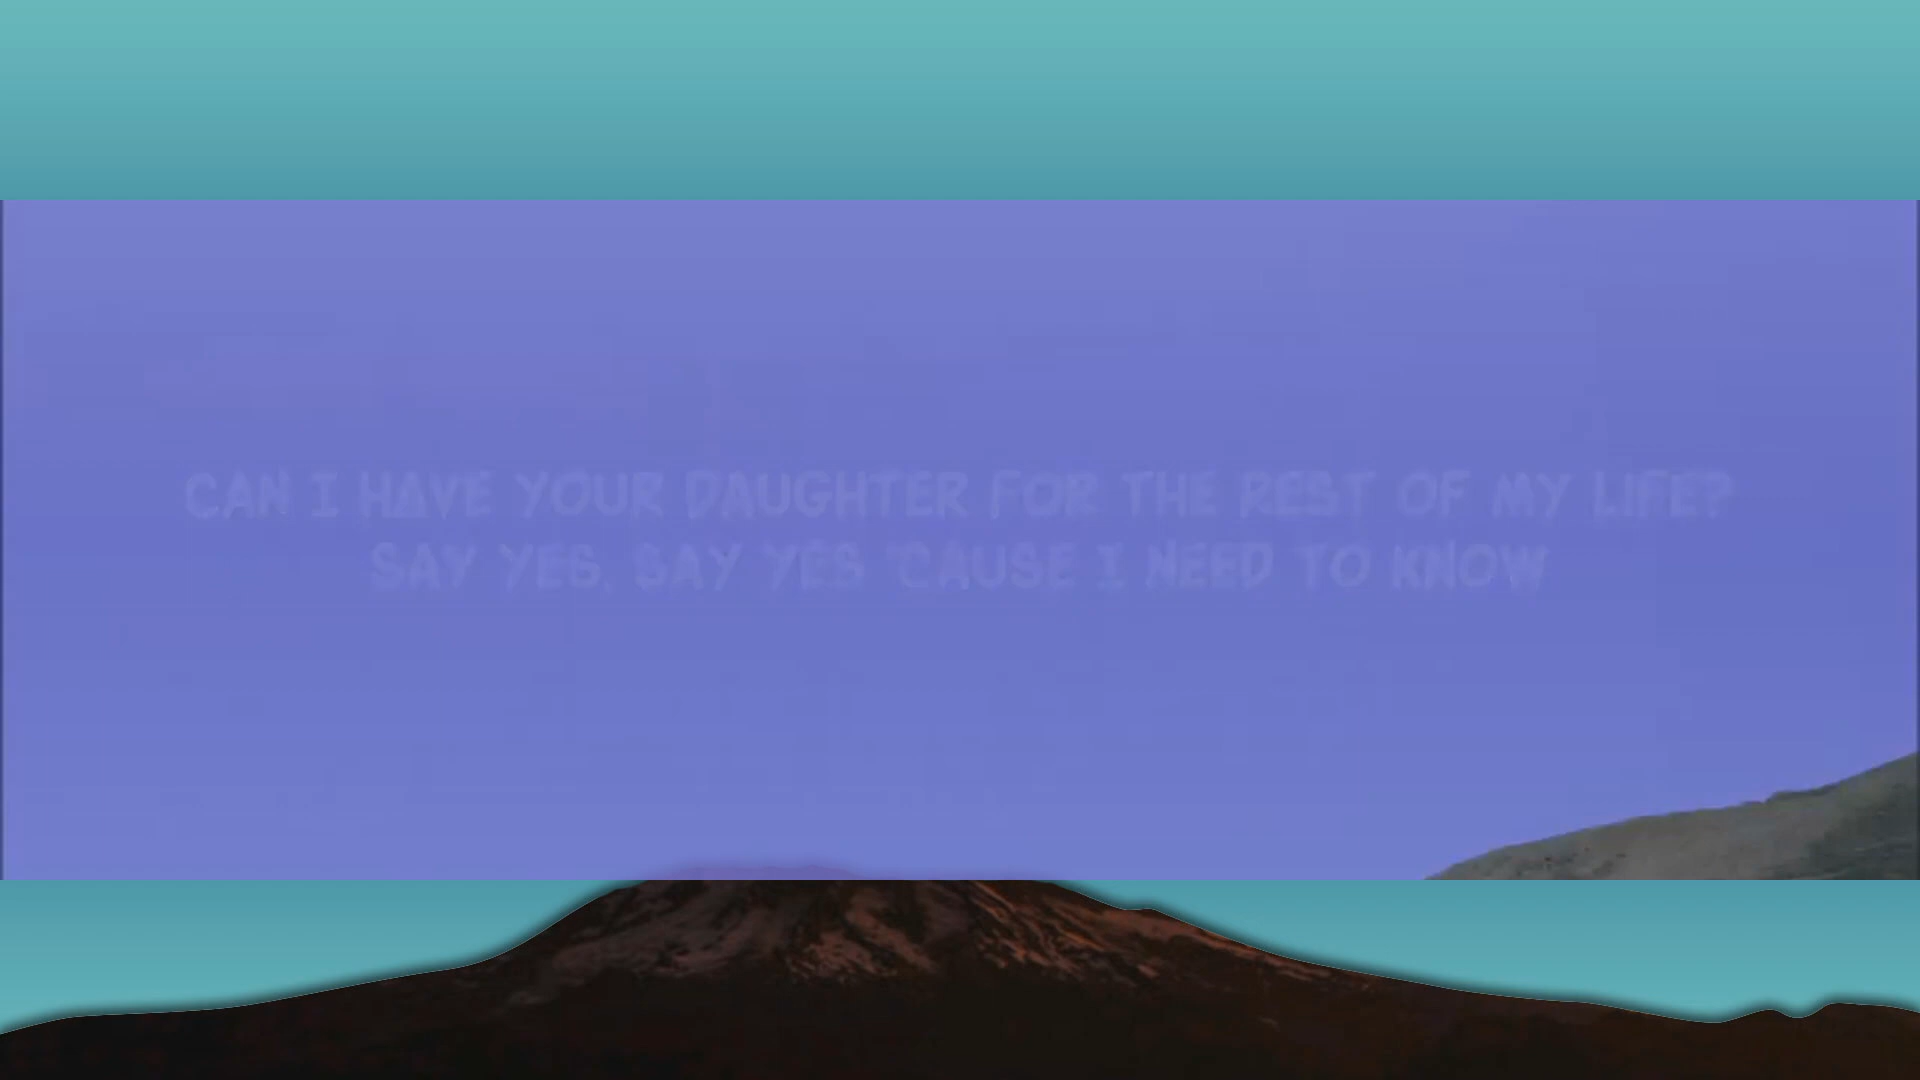 CAN I HAVE YOUR DAUGHTER FOR THE REST OF MY LIFE?
SAY YES, SAY YES 'CAUSE I NEED TO KNOW